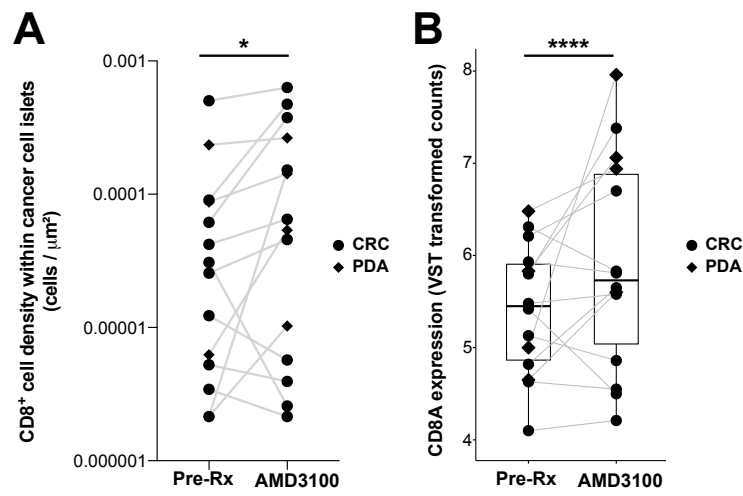 A
*
CD8⁺ cell density within cancer cell islets
(cells / μm²)
0.001
0.0001
0.00001
0.000001
Pre-Rx
AMD3100
CRC
PDA
B
****
CD8A expression (VST transformed counts)
8
7
6
5
4
Pre-Rx
AMD3100
CRC
PDA